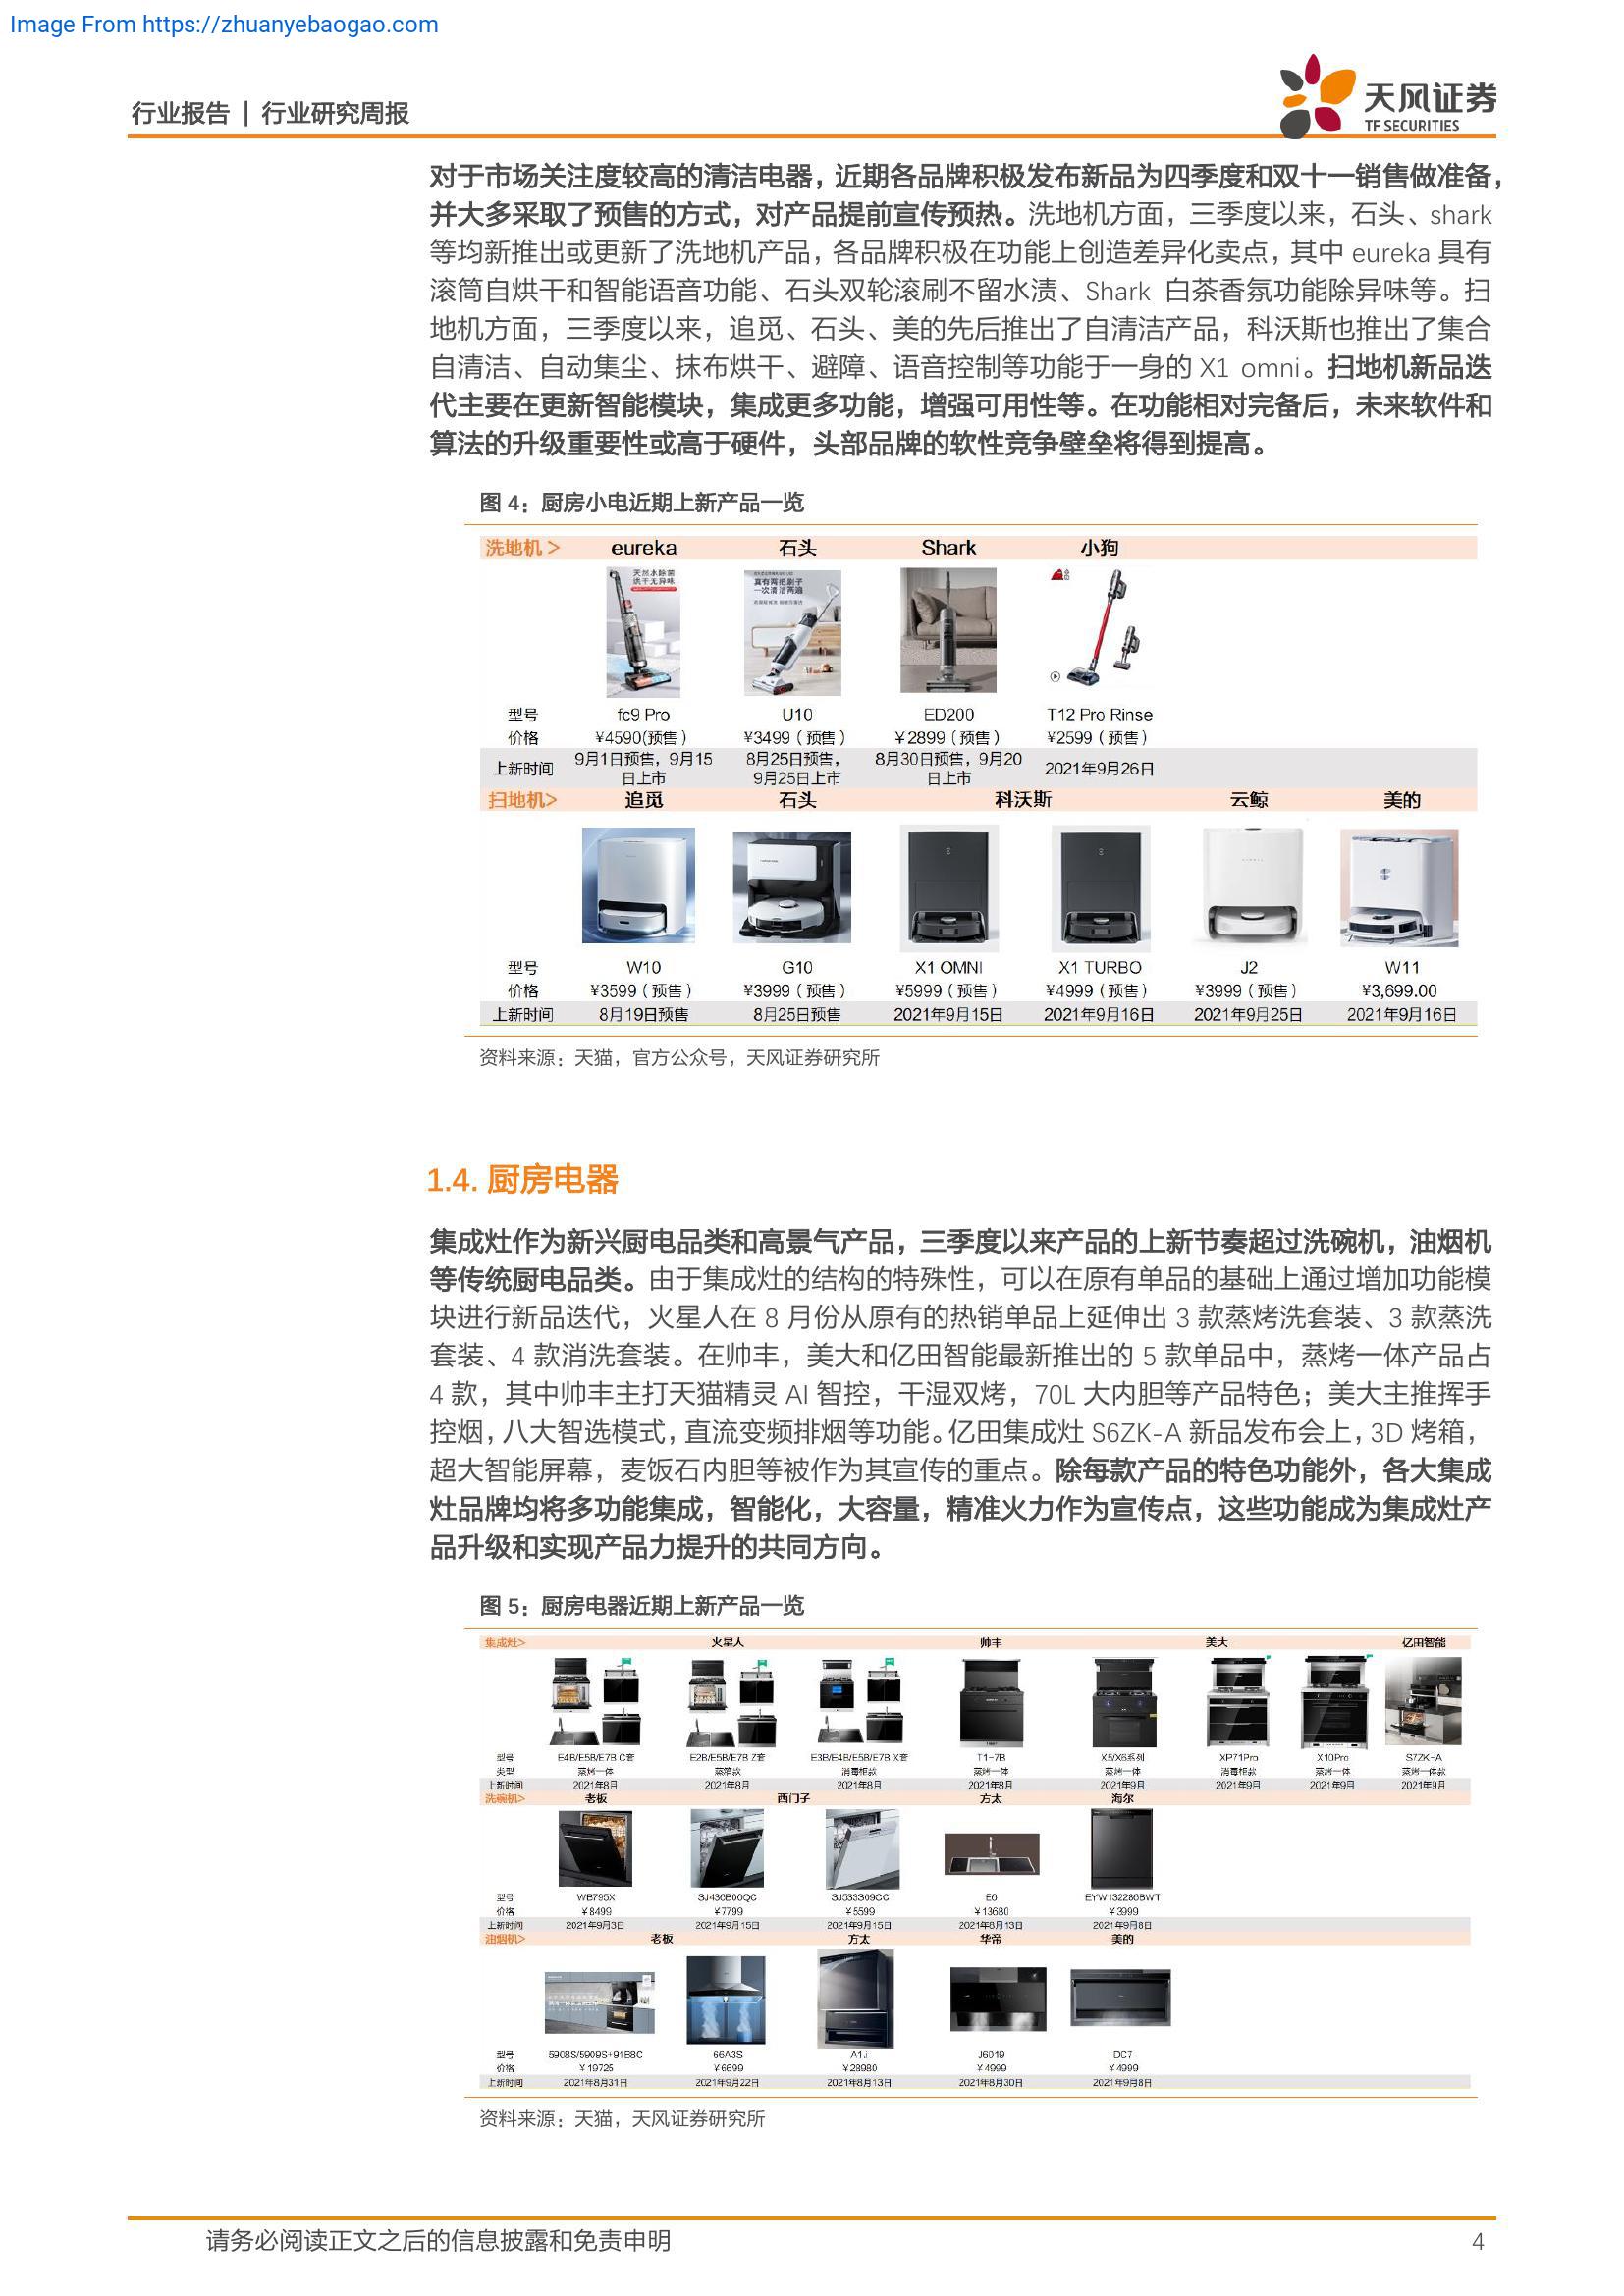 Image From https://zhuanyebaogao.com
行业报告 | 行业研究周报
天风证券
TF SECURITIES
对于市场关注度较高的清洁电器，近期各品牌积极发布新品为四季度和双十一销售做准备，
并大多采取了预售的方式，对产品提前宣传预热。洗地机方面，三季度以来，石头、shark
等均新推出或更新了洗地机产品，各品牌积极在功能上创造差异化卖点，其中 eureka 具有
滚筒自烘干和智能语音功能、石头双轮滚刷不留水渍、Shark 白茶香氛功能除异味等。扫
地机方面，三季度以来，追觅、石头、美的先后推出了自清洁产品，科沃斯也推出了集合
自清洁、自动集尘、抹布烘干、避障、语音控制等功能于一身的 X1 omni。扫地机新品迭
代主要在更新智能模块，集成更多功能，增强可用性等。在功能相对完备后，未来软件和
算法的升级重要性或高于硬件，头部品牌的软性竞争壁垒将得到提高。
图 4：厨房小电近期上新产品一览
洗地机 > eureka 石头 Shark 小狗
天然水除菌
烘干无异味
真有两把刷子
一次清洁两遍
型号 fc9 Pro U10 ED200 T12 Pro Rinse
价格 ¥4590(预售) ¥3499（预售） ¥2899（预售） ¥2599（预售）
上新时间 9月1日预售，9月15日上市 8月25日预售，9月25日上市 8月30日预售，9月20日上市 2021年9月26日
扫地机> 追觅 石头 科沃斯 云鲸 美的
型号 W10 G10 X1 OMNI X1 TURBO J2 W11
价格 ¥3599（预售） ¥3999（预售） ¥5999（预售） ¥4999（预售） ¥3999（预售） ¥3,699.00
上新时间 8月19日预售 8月25日预售 2021年9月15日 2021年9月16日 2021年9月25日 2021年9月16日
资料来源：天猫，官方公众号，天风证券研究所
1.4. 厨房电器
集成灶作为新兴厨电品类和高景气产品，三季度以来产品的上新节奏超过洗碗机，油烟机
等传统厨电品类。由于集成灶的结构的特殊性，可以在原有单品的基础上通过增加功能模
块进行新品迭代，火星人在 8 月份从原有的热销单品上延伸出 3 款蒸烤洗套装、3 款蒸洗
套装、4 款消洗套装。在帅丰，美大和亿田智能最新推出的 5 款单品中，蒸烤一体产品占
4 款，其中帅丰主打天猫精灵 AI 智控，干湿双烤，70L 大内胆等产品特色；美大主推挥手
控烟，八大智选模式，直流变频排烟等功能。亿田集成灶 S6ZK-A 新品发布会上，3D 烤箱，
超大智能屏幕，麦饭石内胆等被作为其宣传的重点。除每款产品的特色功能外，各大集成
灶品牌均将多功能集成，智能化，大容量，精准火力作为宣传点，这些功能成为集成灶产
品升级和实现产品力提升的共同方向。
图 5：厨房电器近期上新产品一览
集成灶> 火星人 帅丰 美大 亿田智能
型号 E4B/E5B/E7B C套 E2B/E5B/E7B Z套 E3B/E4B/E5B/E7B X套 T1-7B X5/X6系列 XP71Pro X10Pro S7ZK-A
类型 蒸烤一体 蒸箱款 消毒柜款 蒸烤一体 蒸烤一体 消毒柜款 蒸烤一体 蒸烤一体款
上新时间 2021年8月 2021年8月 2021年8月 2021年8月 2021年9月 2021年9月 2021年9月 2021年9月
洗碗机> 老板 西门子 方太 海尔
型号 WB795X SJ436B00QC SJ533S09CC E6 EYW132286BWT
价格 ¥8499 ¥7799 ¥5599 ¥13680 ¥3999
上新时间 2021年9月3日 2021年9月15日 2021年9月15日 2021年8月13日 2021年9月8日
油烟机> 老板 方太 华帝 美的
型号 5908S/5909S+91B8C 66A3S J6019 DC7
价格 ¥19725 ¥6699 ¥28980 ¥4999 ¥4999
上新时间 2021年8月31日 2021年9月22日 2021年8月13日 2021年8月30日 2021年9月8日
资料来源：天猫，天风证券研究所
请务必阅读正文之后的信息披露和免责申明 4